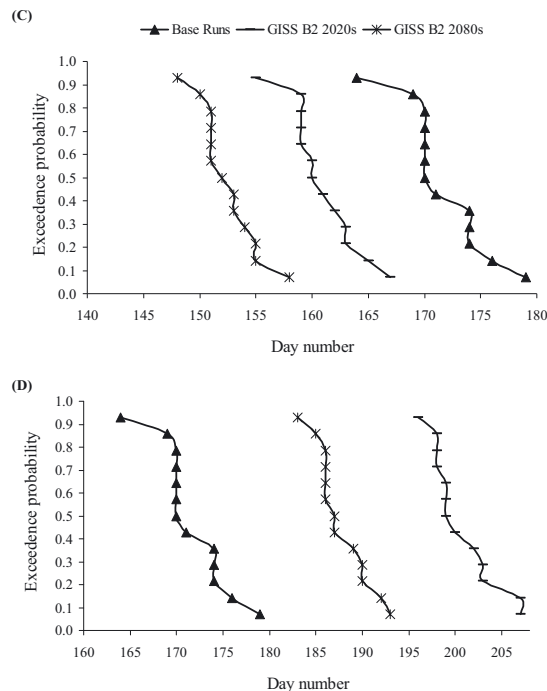 (C)
Base Runs GISS B2 2020s GISS B2 2080s
Exceedence probability
1.0
0.9
0.8
0.7
0.6
0.5
0.4
0.3
0.2
0.1
0.0
140 145 150 155 160 165 170 175 180
Day number
(D)
Exceedence probability
1.0
0.9
0.8
0.7
0.6
0.5
0.4
0.3
0.2
0.1
0.0
160 165 170 175 180 185 190 195 200 205
Day number